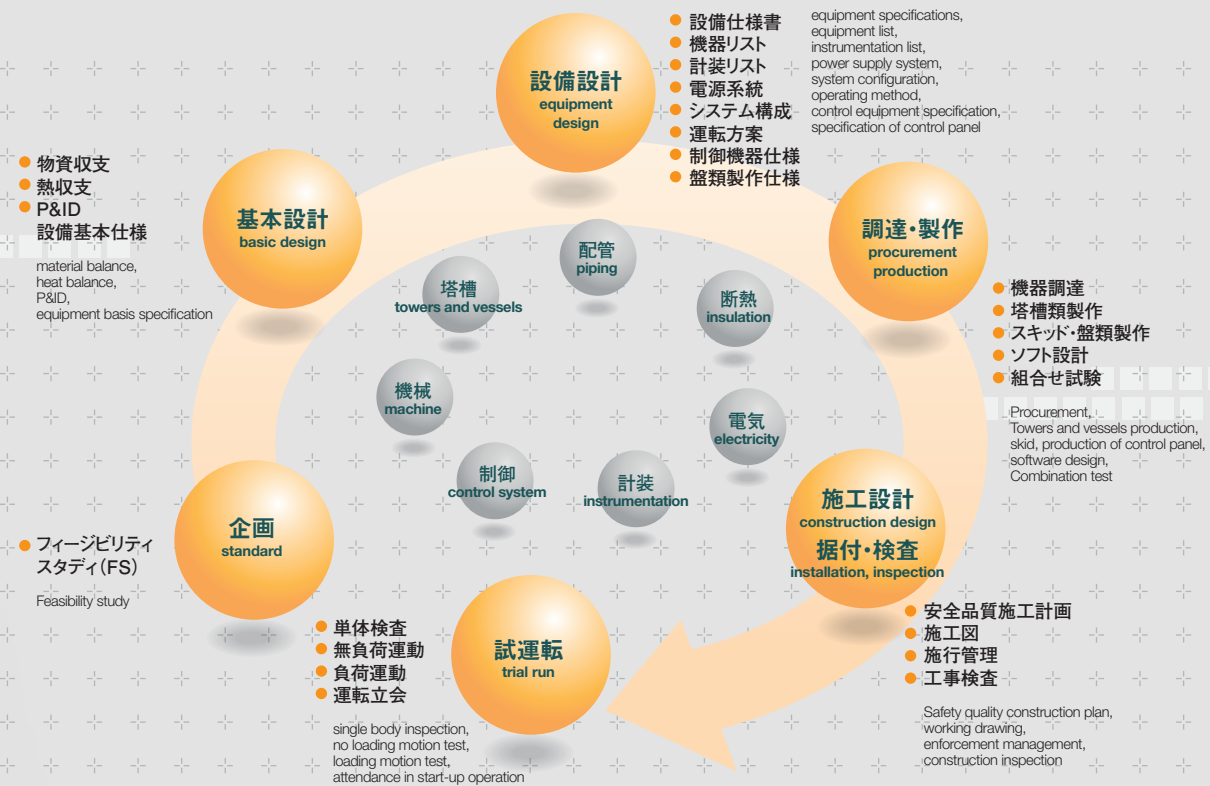 設備設計
equipment
design
● 設備仕様書
● 機器リスト
● 計装リスト
● 電源系統
● システム構成
● 運転方案
● 制御機器仕様
● 盤類製作仕様
equipment specifications,
equipment list,
instrumentation list,
power supply system,
system configuration,
operating method,
control equipment specification,
specification of control panel
● 物資収支
● 熱収支
● P&ID
設備基本仕様
material balance,
heat balance,
P&ID,
equipment basis specification
基本設計
basic design
調達・製作
procurement
production
● 機器調達
● 塔槽類製作
● スキッド・盤類製作
● ソフト設計
● 組合せ試験
Procurement,
Towers and vessels production,
skid, production of control panel,
software design,
Combination test
配管
piping
塔槽
towers and vessels
断熱
insulation
機械
machine
電気
electricity
制御
control system
計装
instrumentation
企画
standard
● フィージビリティ
スタディ(FS)
Feasibility study
施工設計
construction design
据付・検査
installation, inspection
● 安全品質施工計画
● 施工図
● 施行管理
● 工事検査
Safety quality construction plan,
working drawing,
enforcement management,
construction inspection
試運転
trial run
● 単体検査
● 無負荷運動
● 負荷運動
● 運転立会
single body inspection,
no loading motion test,
loading motion test,
attendance in start-up operation